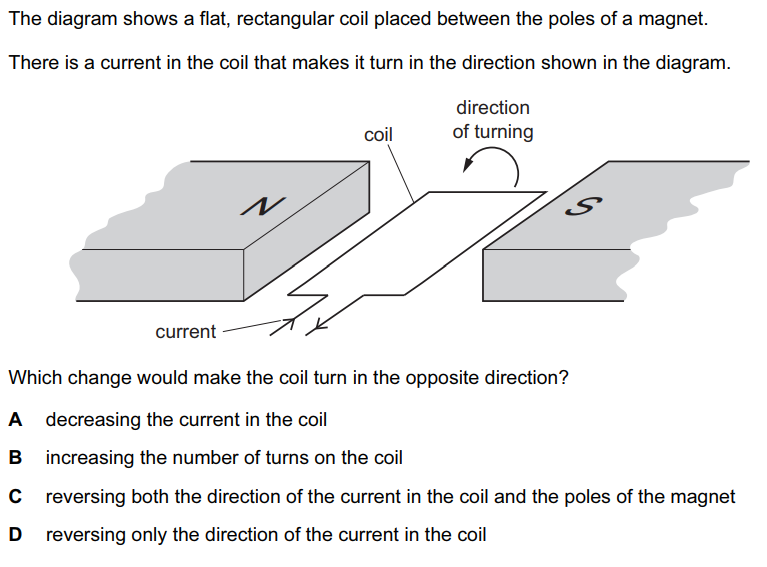 The diagram shows a flat, rectangular coil placed between the poles of a magnet.
There is a current in the coil that makes it turn in the direction shown in the diagram.
direction
of turning
coil
N
S
current
Which change would make the coil turn in the opposite direction?
A decreasing the current in the coil
B increasing the number of turns on the coil
C reversing both the direction of the current in the coil and the poles of the magnet
D reversing only the direction of the current in the coil